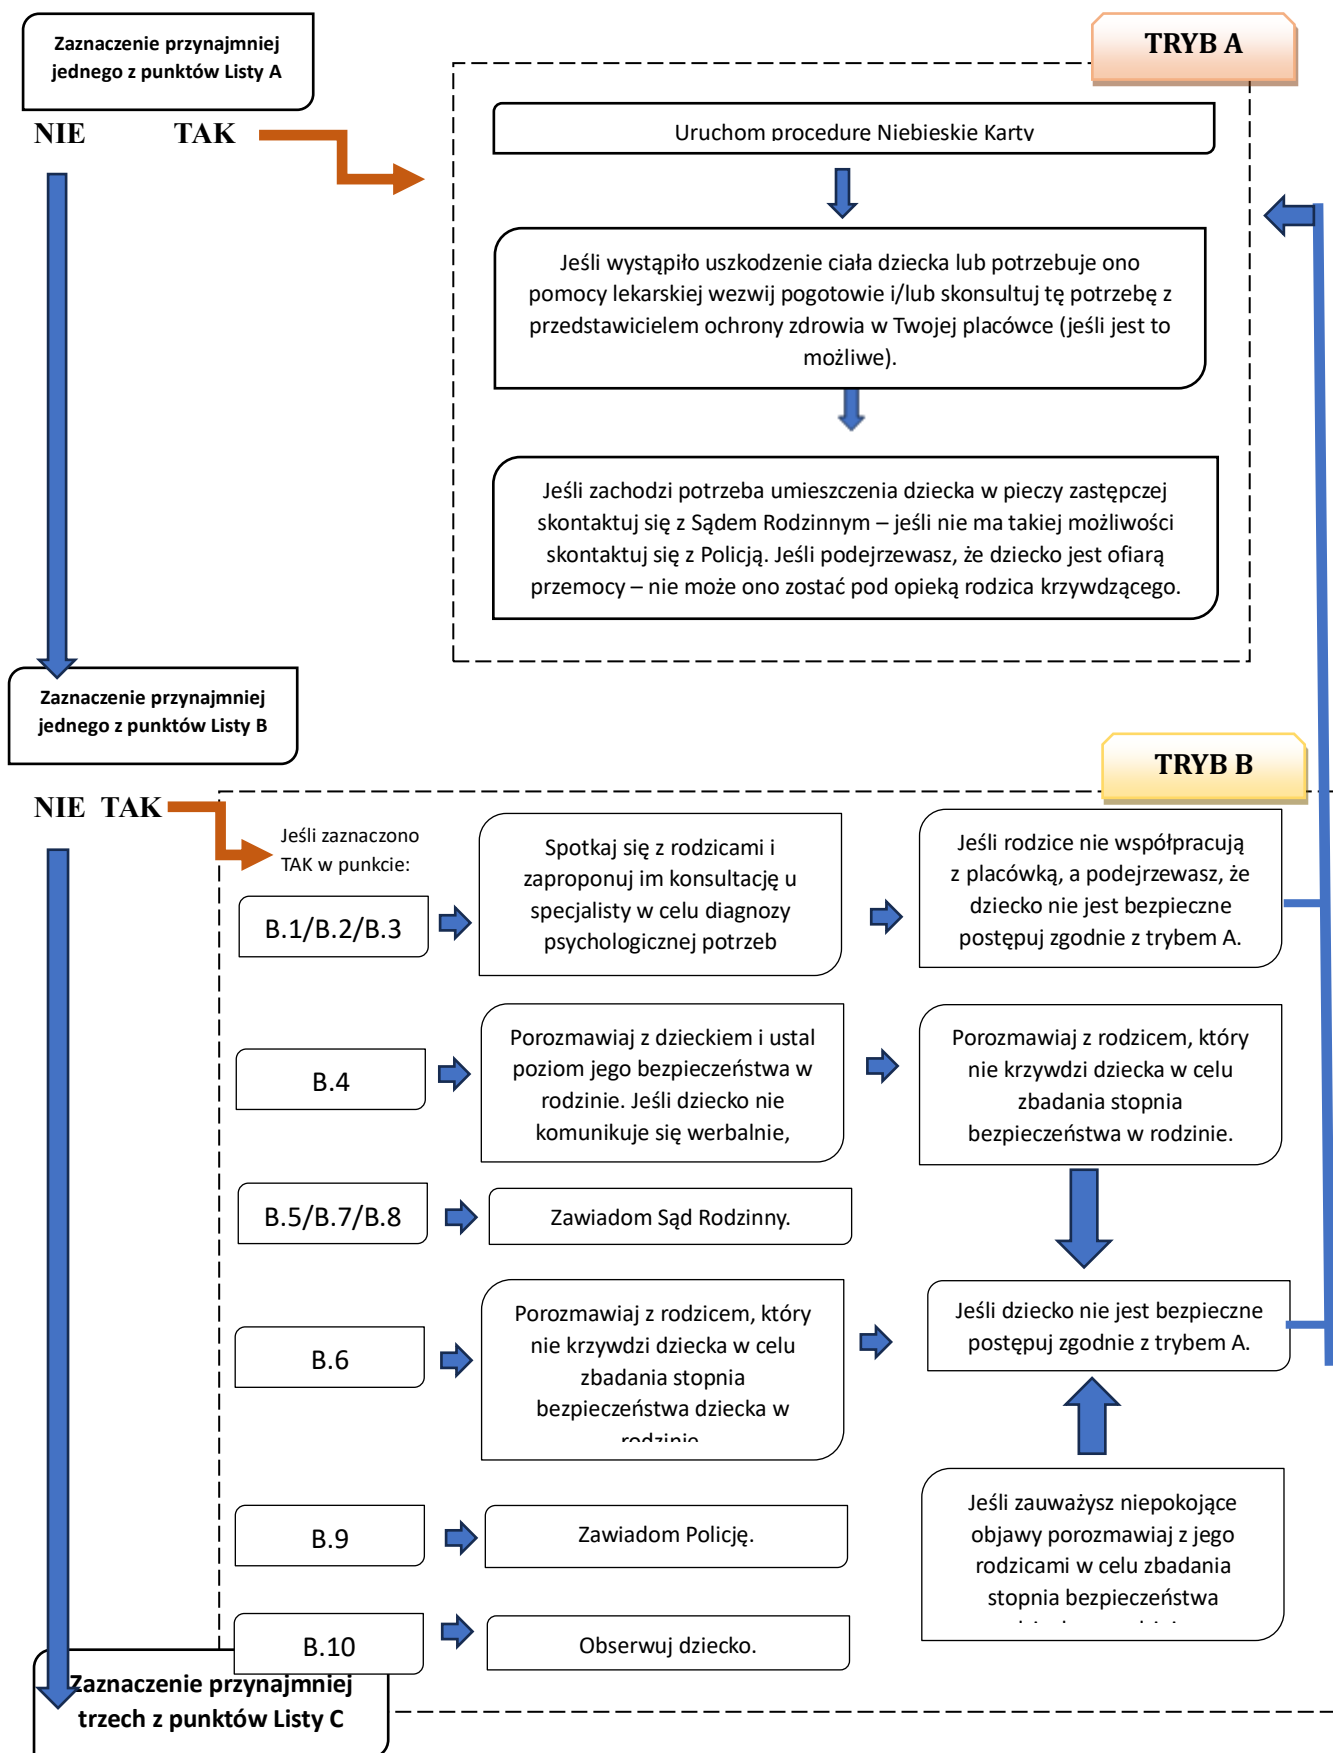 Zaznaczenie przynajmniej
jednego z punktów Listy A
NIE TAK
TRYB A
Uruchom procedurę Niebieskie Karty
Jeśli wystąpiło uszkodzenie ciała dziecka lub potrzebuje ono
pomocy lekarskiej wezwij pogotowie i/lub skonsultuj tę potrzebę z
przedstawicielem ochrony zdrowia w Twojej placówce (jeśli jest to
możliwe).
Jeśli zachodzi potrzeba umieszczenia dziecka w pieczy zastępczej
skontaktuj się z Sądem Rodzinnym – jeśli nie ma takiej możliwości
skontaktuj się z Policją. Jeśli podejrzewasz, że dziecko jest ofiarą
przemocy – nie może ono zostać pod opieką rodzica krzywdzącego.
Zaznaczenie przynajmniej
jednego z punktów Listy B
NIE TAK
TRYB B
Jeśli zaznaczono
TAK w punkcie:
B.1/B.2/B.3
Spotkaj się z rodzicami i
zaproponuj im konsultację u
specjalisty w celu diagnozy
psychologicznej potrzeb
Jeśli rodzice nie współpracują
z placówką, a podejrzewasz, że
dziecko nie jest bezpieczne
postępuj zgodnie z trybem A.
B.4
Porozmawiaj z dzieckiem i ustal
poziom jego bezpieczeństwa w
rodzinie. Jeśli dziecko nie
komunikuje się werbalnie,
Porozmawiaj z rodzicem, który
nie krzywdzi dziecka w celu
zbadania stopnia
bezpieczeństwa w rodzinie.
B.5/B.7/B.8
Zawiadom Sąd Rodzinny.
B.6
Porozmawiaj z rodzicem, który
nie krzywdzi dziecka w celu
zbadania stopnia
bezpieczeństwa dziecka w
rodzinie
Jeśli dziecko nie jest bezpieczne
postępuj zgodnie z trybem A.
B.9
Zawiadom Policję.
Jeśli zauważysz niepokojące
objawy porozmawiaj z jego
rodzicami w celu zbadania
stopnia bezpieczeństwa
B.10
Obserwuj dziecko.
Zaznaczenie przynajmniej
trzech z punktów Listy C